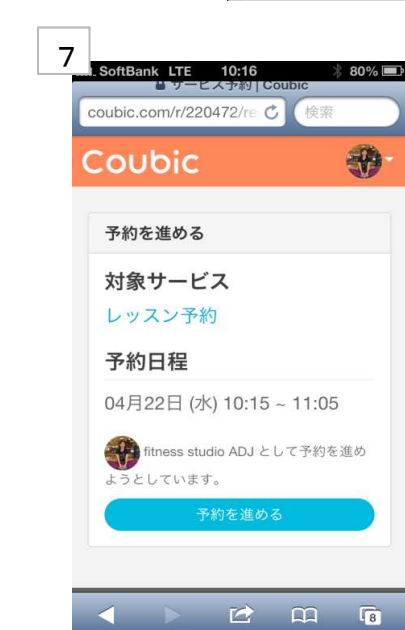 7
SoftBank LTE 10:16 80%
サービス予約 | Coubic
coubic.com/r/220472/re
検索
Coubic
予約を進める
対象サービス
レッスン予約
予約日程
04月22日 (水) 10:15 ~ 11:05
fitness studio ADJ として予約を進め
ようとしています。
予約を進める
8